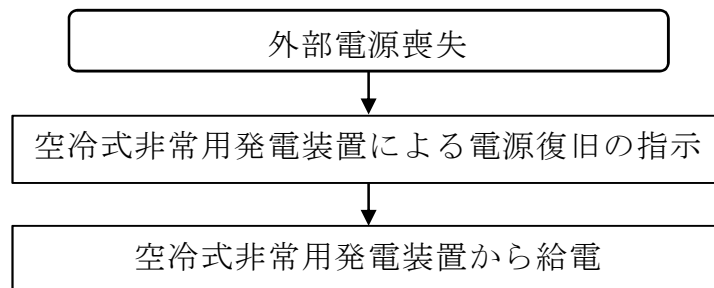 外部電源喪失
空冷式非常用発電装置による電源復旧の指示
空冷式非常用発電装置から給電